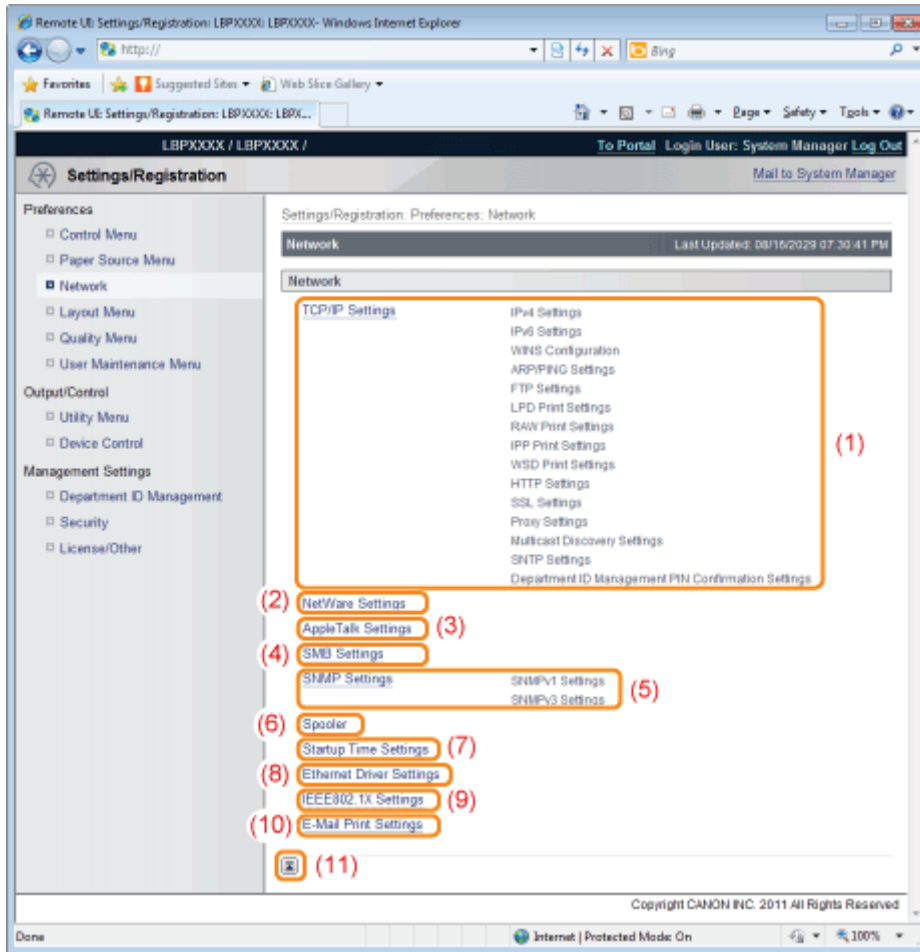 Remote UI: Settings/Registration: LBPXXXX: LBPXXXX- Windows Internet Explorer
http://
Bing
Favorites Suggested Sites Web Slice Gallery
Remote UI: Settings/Registration: LBPXXXX: LBPX...
Page Safety Tools
LBPXXXX / LBPXXXX / To Portal Login User: System Manager Log Out
Settings/Registration Mail to System Manager
Preferences
Control Menu
Paper Source Menu
Network
Layout Menu
Quality Menu
User Maintenance Menu
Output/Control
Utility Menu
Device Control
Management Settings
Department ID Management
Security
License/Other
Settings/Registration: Preferences: Network
Network Last Updated: 08/16/2029 07:30:41 PM
Network
TCP/IP Settings
IPv4 Settings
IPv6 Settings
WINS Configuration
ARP/PING Settings
FTP Settings
LPD Print Settings
RAW Print Settings
IPP Print Settings
WSD Print Settings
HTTP Settings
SSL Settings
Proxy Settings
Multicast Discovery Settings
SNTP Settings
Department ID Management PIN Confirmation Settings
(1)
(2) NetWare Settings
AppleTalk Settings (3)
(4) SMB Settings
SNMP Settings
SNMPv1 Settings
SNMPv3 Settings
(5)
(6) Spooler
Startup Time Settings (7)
(8) Ethernet Driver Settings
IEEE802.1X Settings (9)
(10) E-Mail Print Settings
(11)
Copyright CANON INC. 2011 All Rights Reserved
Done Internet | Protected Mode: On 100%